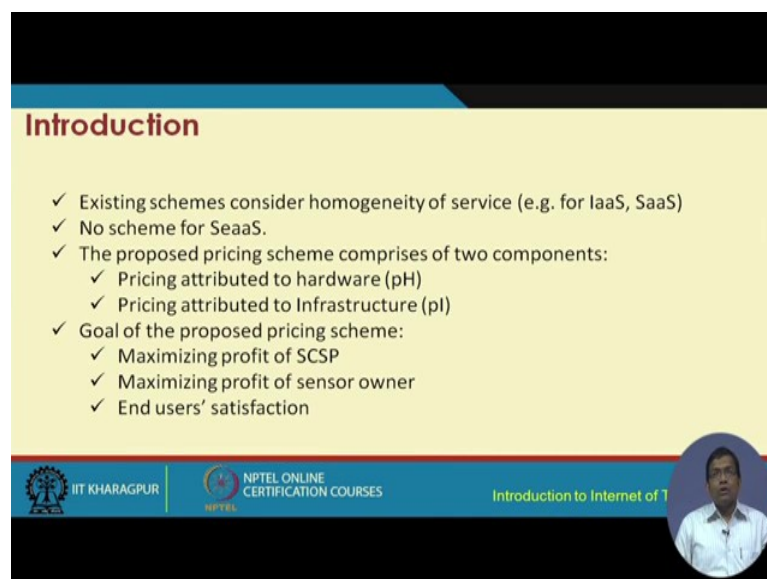 Introduction
✓ Existing schemes consider homogeneity of service (e.g. for IaaS, SaaS)
✓ No scheme for SeaaS.
✓ The proposed pricing scheme comprises of two components:
✓ Pricing attributed to hardware (pH)
✓ Pricing attributed to Infrastructure (pI)
✓ Goal of the proposed pricing scheme:
✓ Maximizing profit of SCSP
✓ Maximizing profit of sensor owner
✓ End users' satisfaction
IIT KHARAGPUR
NPTEL
NPTEL ONLINE
CERTIFICATION COURSES
Introduction to Internet of T